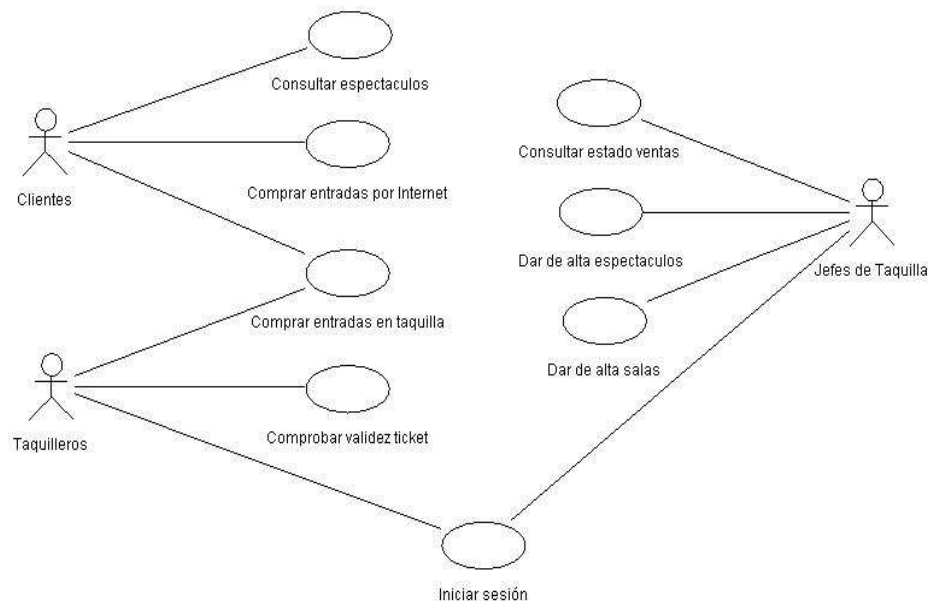 Consultar espectaculos
Clientes
Comprar entradas por Internet
Consultar estado ventas
Dar de alta espectaculos
Jefes de Taquilla
Comprar entradas en taquilla
Dar de alta salas
Taquilleros
Comprobar validez ticket
Iniciar sesión